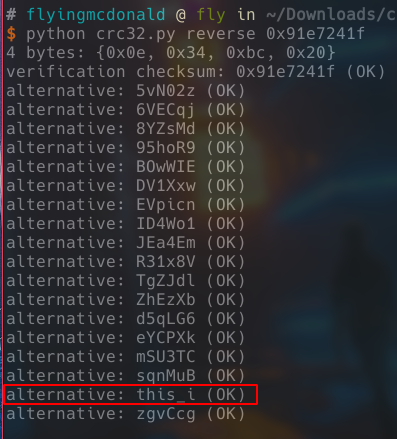 # flyingmcdonald @ fly in ~/Downloads/c
$ python crc32.py reverse 0x91e7241f
4 bytes: {0x0e, 0x34, 0xbc, 0x20}
verification checksum: 0x91e7241f (OK)
alternative: 5vN02z (OK)
alternative: 6VECqj (OK)
alternative: 8YZsMd (OK)
alternative: 95hoR9 (OK)
alternative: BOwWIE (OK)
alternative: DV1Xxw (OK)
alternative: EVpicn (OK)
alternative: ID4Wo1 (OK)
alternative: JEa4Em (OK)
alternative: R31x8V (OK)
alternative: TgZJdl (OK)
alternative: ZhEzXb (OK)
alternative: d5qLG6 (OK)
alternative: eYCPXk (OK)
alternative: mSU3TC (OK)
alternative: sqnMuB (OK)
alternative: this_i (OK)
alternative: zgvCcg (OK)